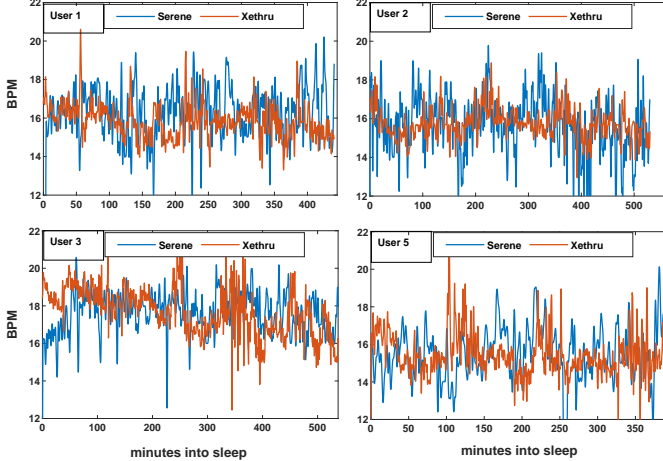 User 1 Serene Xethru
User 2 Serene Xethru
22
20
18
16
14
12
BPM
0 50 100 150 200 250 300 350 400
22
20
18
16
14
12
0 100 200 300 400 500
User 3 Serene Xethru
User 5 Serene Xethru
22
20
18
16
14
12
BPM
0 100 200 300 400 500
22
20
18
16
14
12
0 50 100 150 200 250 300 350
minutes into sleep
minutes into sleep